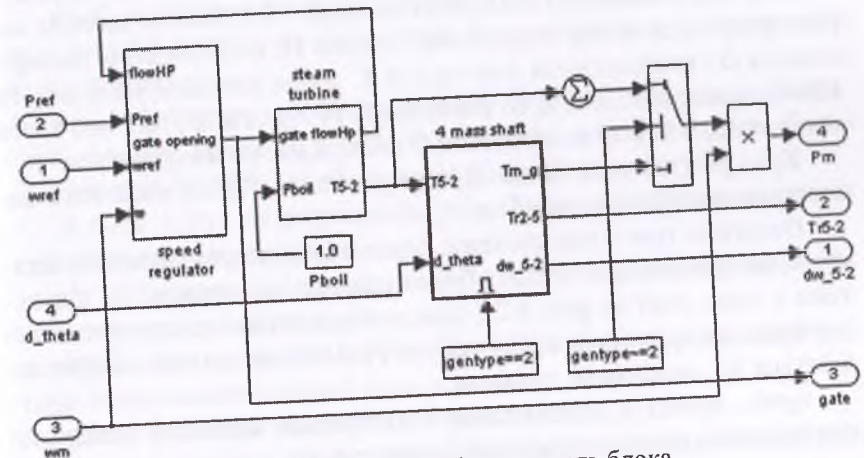 flowHP
Pref
2
Pref
gate opening
1
wref
wref
w
speed
regulator
steam
turbine
gate flowHp
Pboil
T5-2
1.0
Pboil
4 mass shaft
T5-2
Tm_g
Tr2-5
d_theta
dw_5-2
Σ
×
4
Pm
2
Tr5-2
1
dw_5-2
4
d_theta
gentype==2
gentype~=2
3
gate
3
wm
ь блока